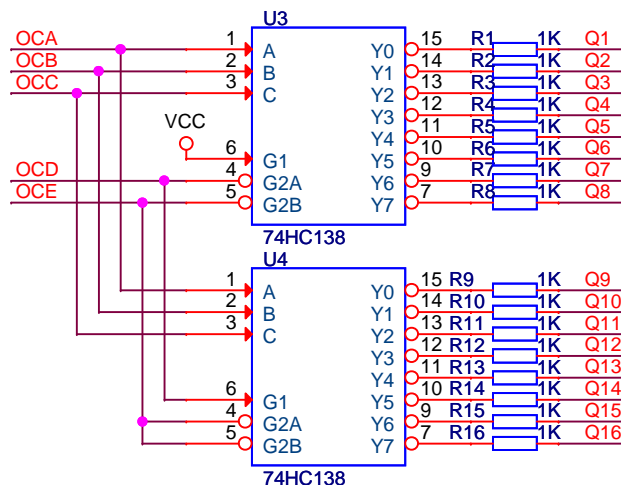 U3
OCA 1 A Y0 15 R1 1K Q1
OCB 2 B Y1 14 R2 1K Q2
OCC 3 C Y2 13 R3 1K Q3
Y3 12 R4 1K Q4
VCC
Y4 11 R5 1K Q5
6 G1 Y5 10 R6 1K Q6
OCD 4 G2A Y6 9 R7 1K Q7
OCE 5 G2B Y7 7 R8 1K Q8
74HC138
U4
1 A Y0 15 R9 1K Q9
2 B Y1 14 R10 1K Q10
3 C Y2 13 R11 1K Q11
Y3 12 R12 1K Q12
Y4 11 R13 1K Q13
6 G1 Y5 10 R14 1K Q14
4 G2A Y6 9 R15 1K Q15
5 G2B Y7 7 R16 1K Q16
74HC138